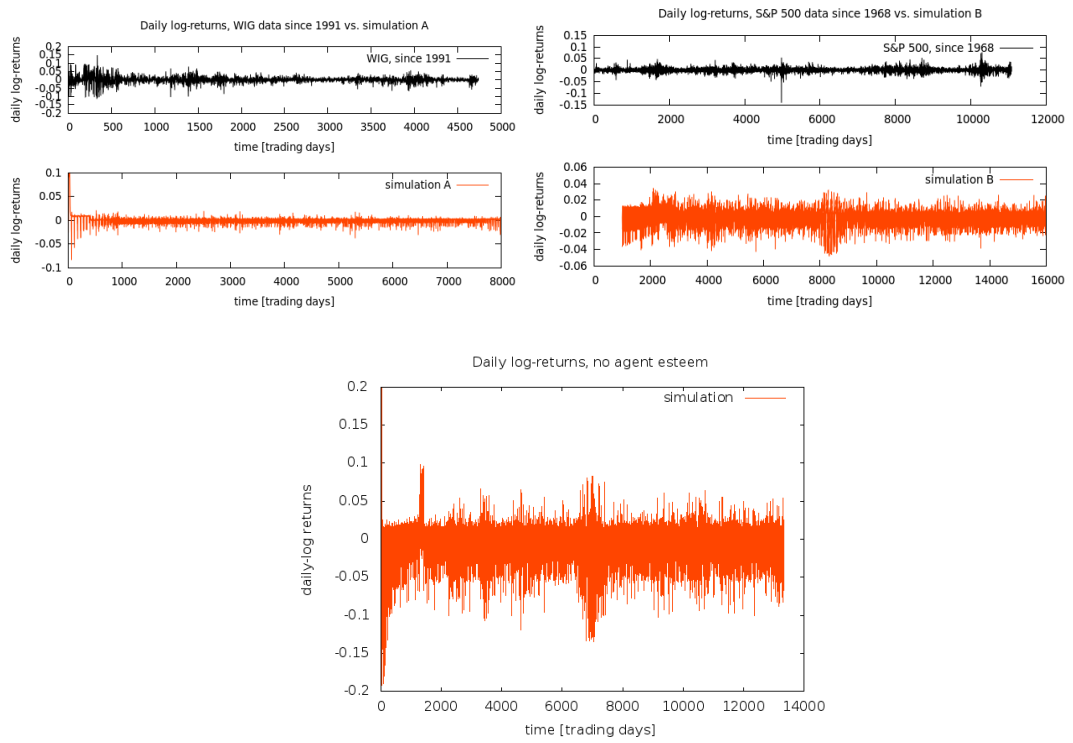 Daily log-returns, WIG data since 1991 vs. simulation A
daily log-returns
0.2
0.15
0.1
0.05
0
-0.05
-0.1
-0.15
-0.2
WIG, since 1991
0 500 1000 1500 2000 2500 3000 3500 4000 4500 5000
time [trading days]
daily log-returns
0.1
0.05
0
-0.05
-0.1
simulation A
0 1000 2000 3000 4000 5000 6000 7000 8000
time [trading days]
Daily log-returns, S&P 500 data since 1968 vs. simulation B
daily log-returns
0.15
0.1
0.05
0
-0.05
-0.1
-0.15
S&P 500, since 1968
0 2000 4000 6000 8000 10000 12000
time [trading days]
daily log-returns
0.06
0.04
0.02
0
-0.02
-0.04
-0.06
simulation B
0 2000 4000 6000 8000 10000 12000 14000 16000
time [trading days]
Daily log-returns, no agent esteem
daily-log returns
0.2
0.15
0.1
0.05
0
-0.05
-0.1
-0.15
-0.2
simulation
0 2000 4000 6000 8000 10000 12000 14000
time [trading days]